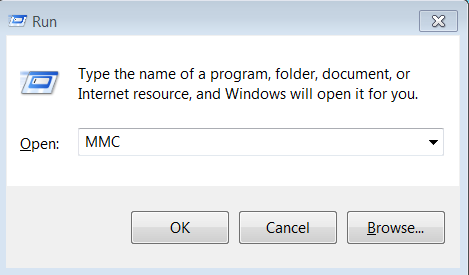 Run
Type the name of a program, folder, document, or
Internet resource, and Windows will open it for you.
Open: MMC
OK Cancel Browse...